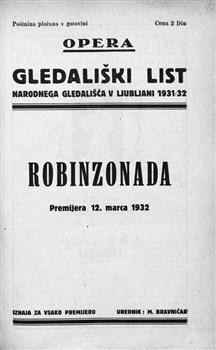 Poštnina plačana v gotovini Cena 2 Din
OPERA
GLEDALIŠKI LIST
NARODNEGA GLEDALIŠČA V LJUBLJANI 1931/32
ROBINZONADA
Premijera 12. marca 1932
IZHAJA ZA VSAKO PREMIJERO UREDNIK: M. BRAVNIČAR